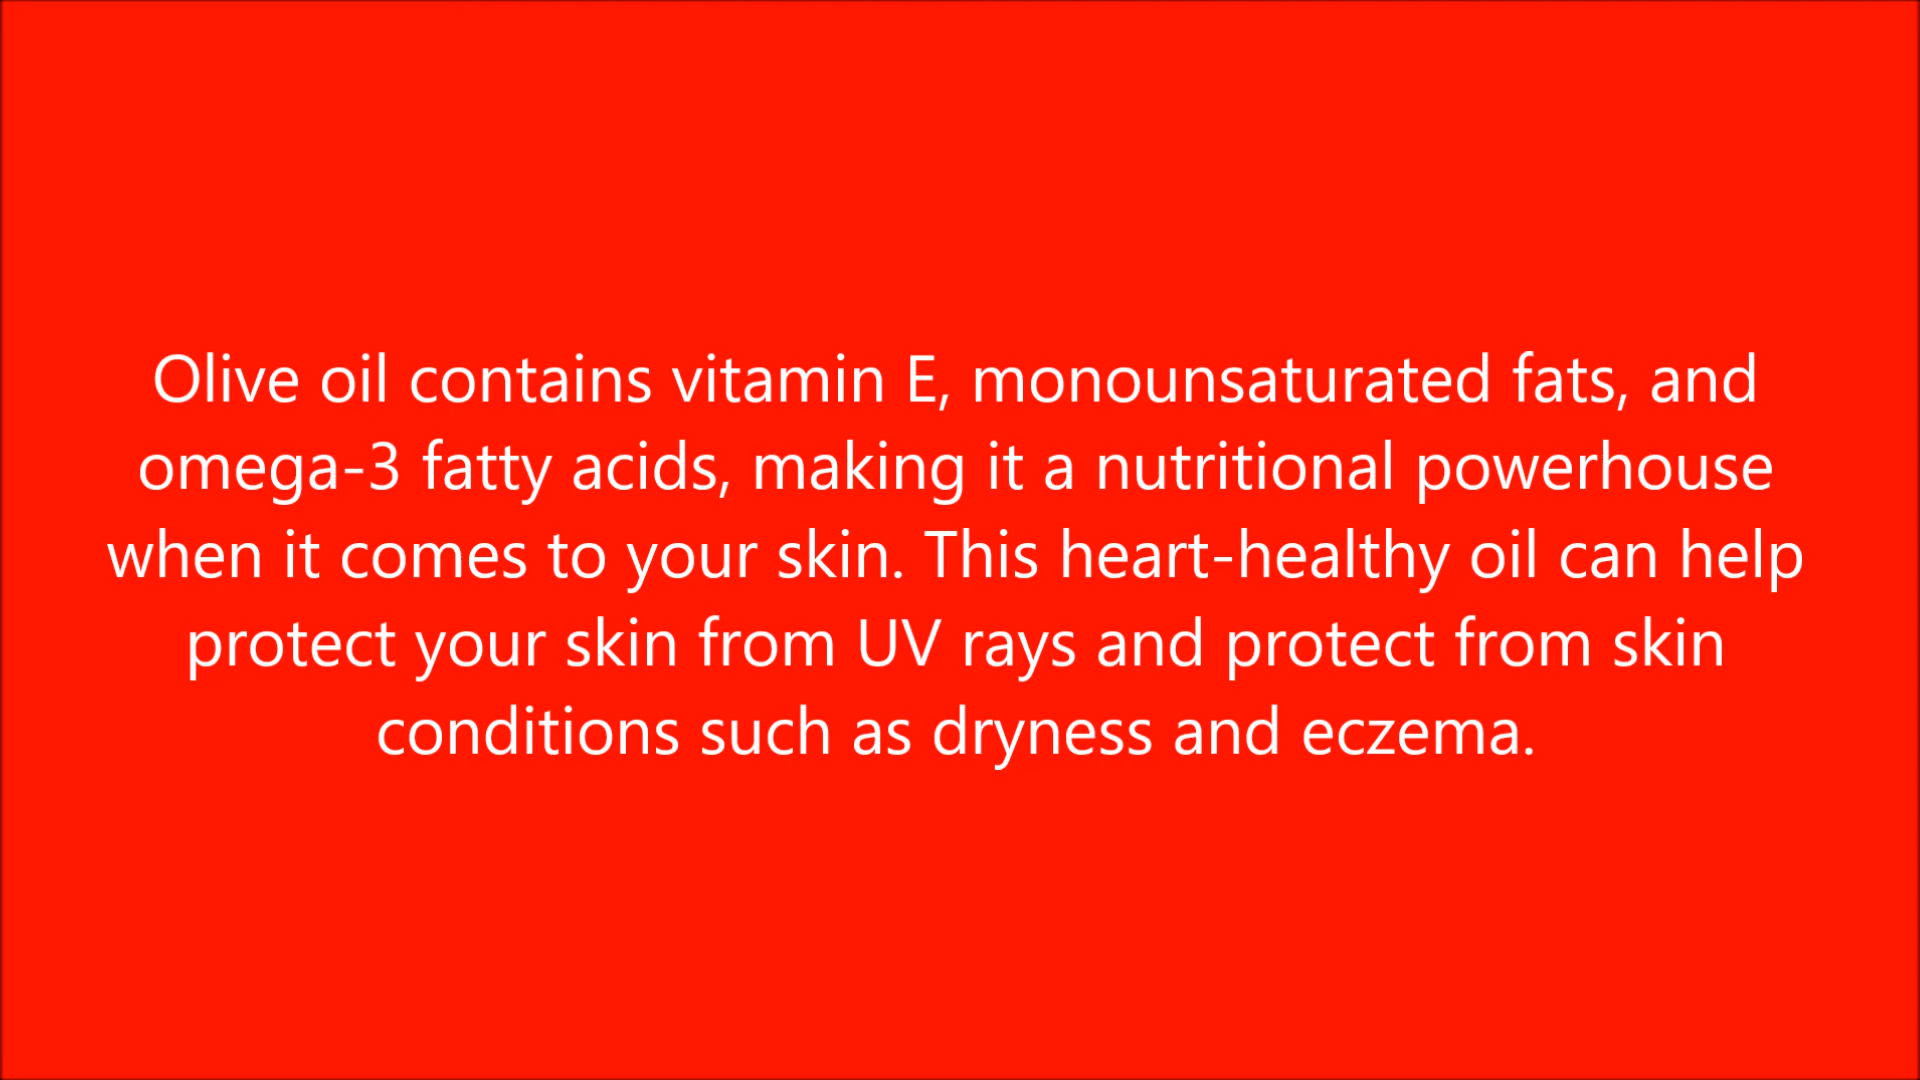 Olive oil contains vitamin E, monounsaturated fats, and
omega-3 fatty acids, making it a nutritional powerhouse
when it comes to your skin. This heart-healthy oil can help
protect your skin from UV rays and protect from skin
conditions such as dryness and eczema.